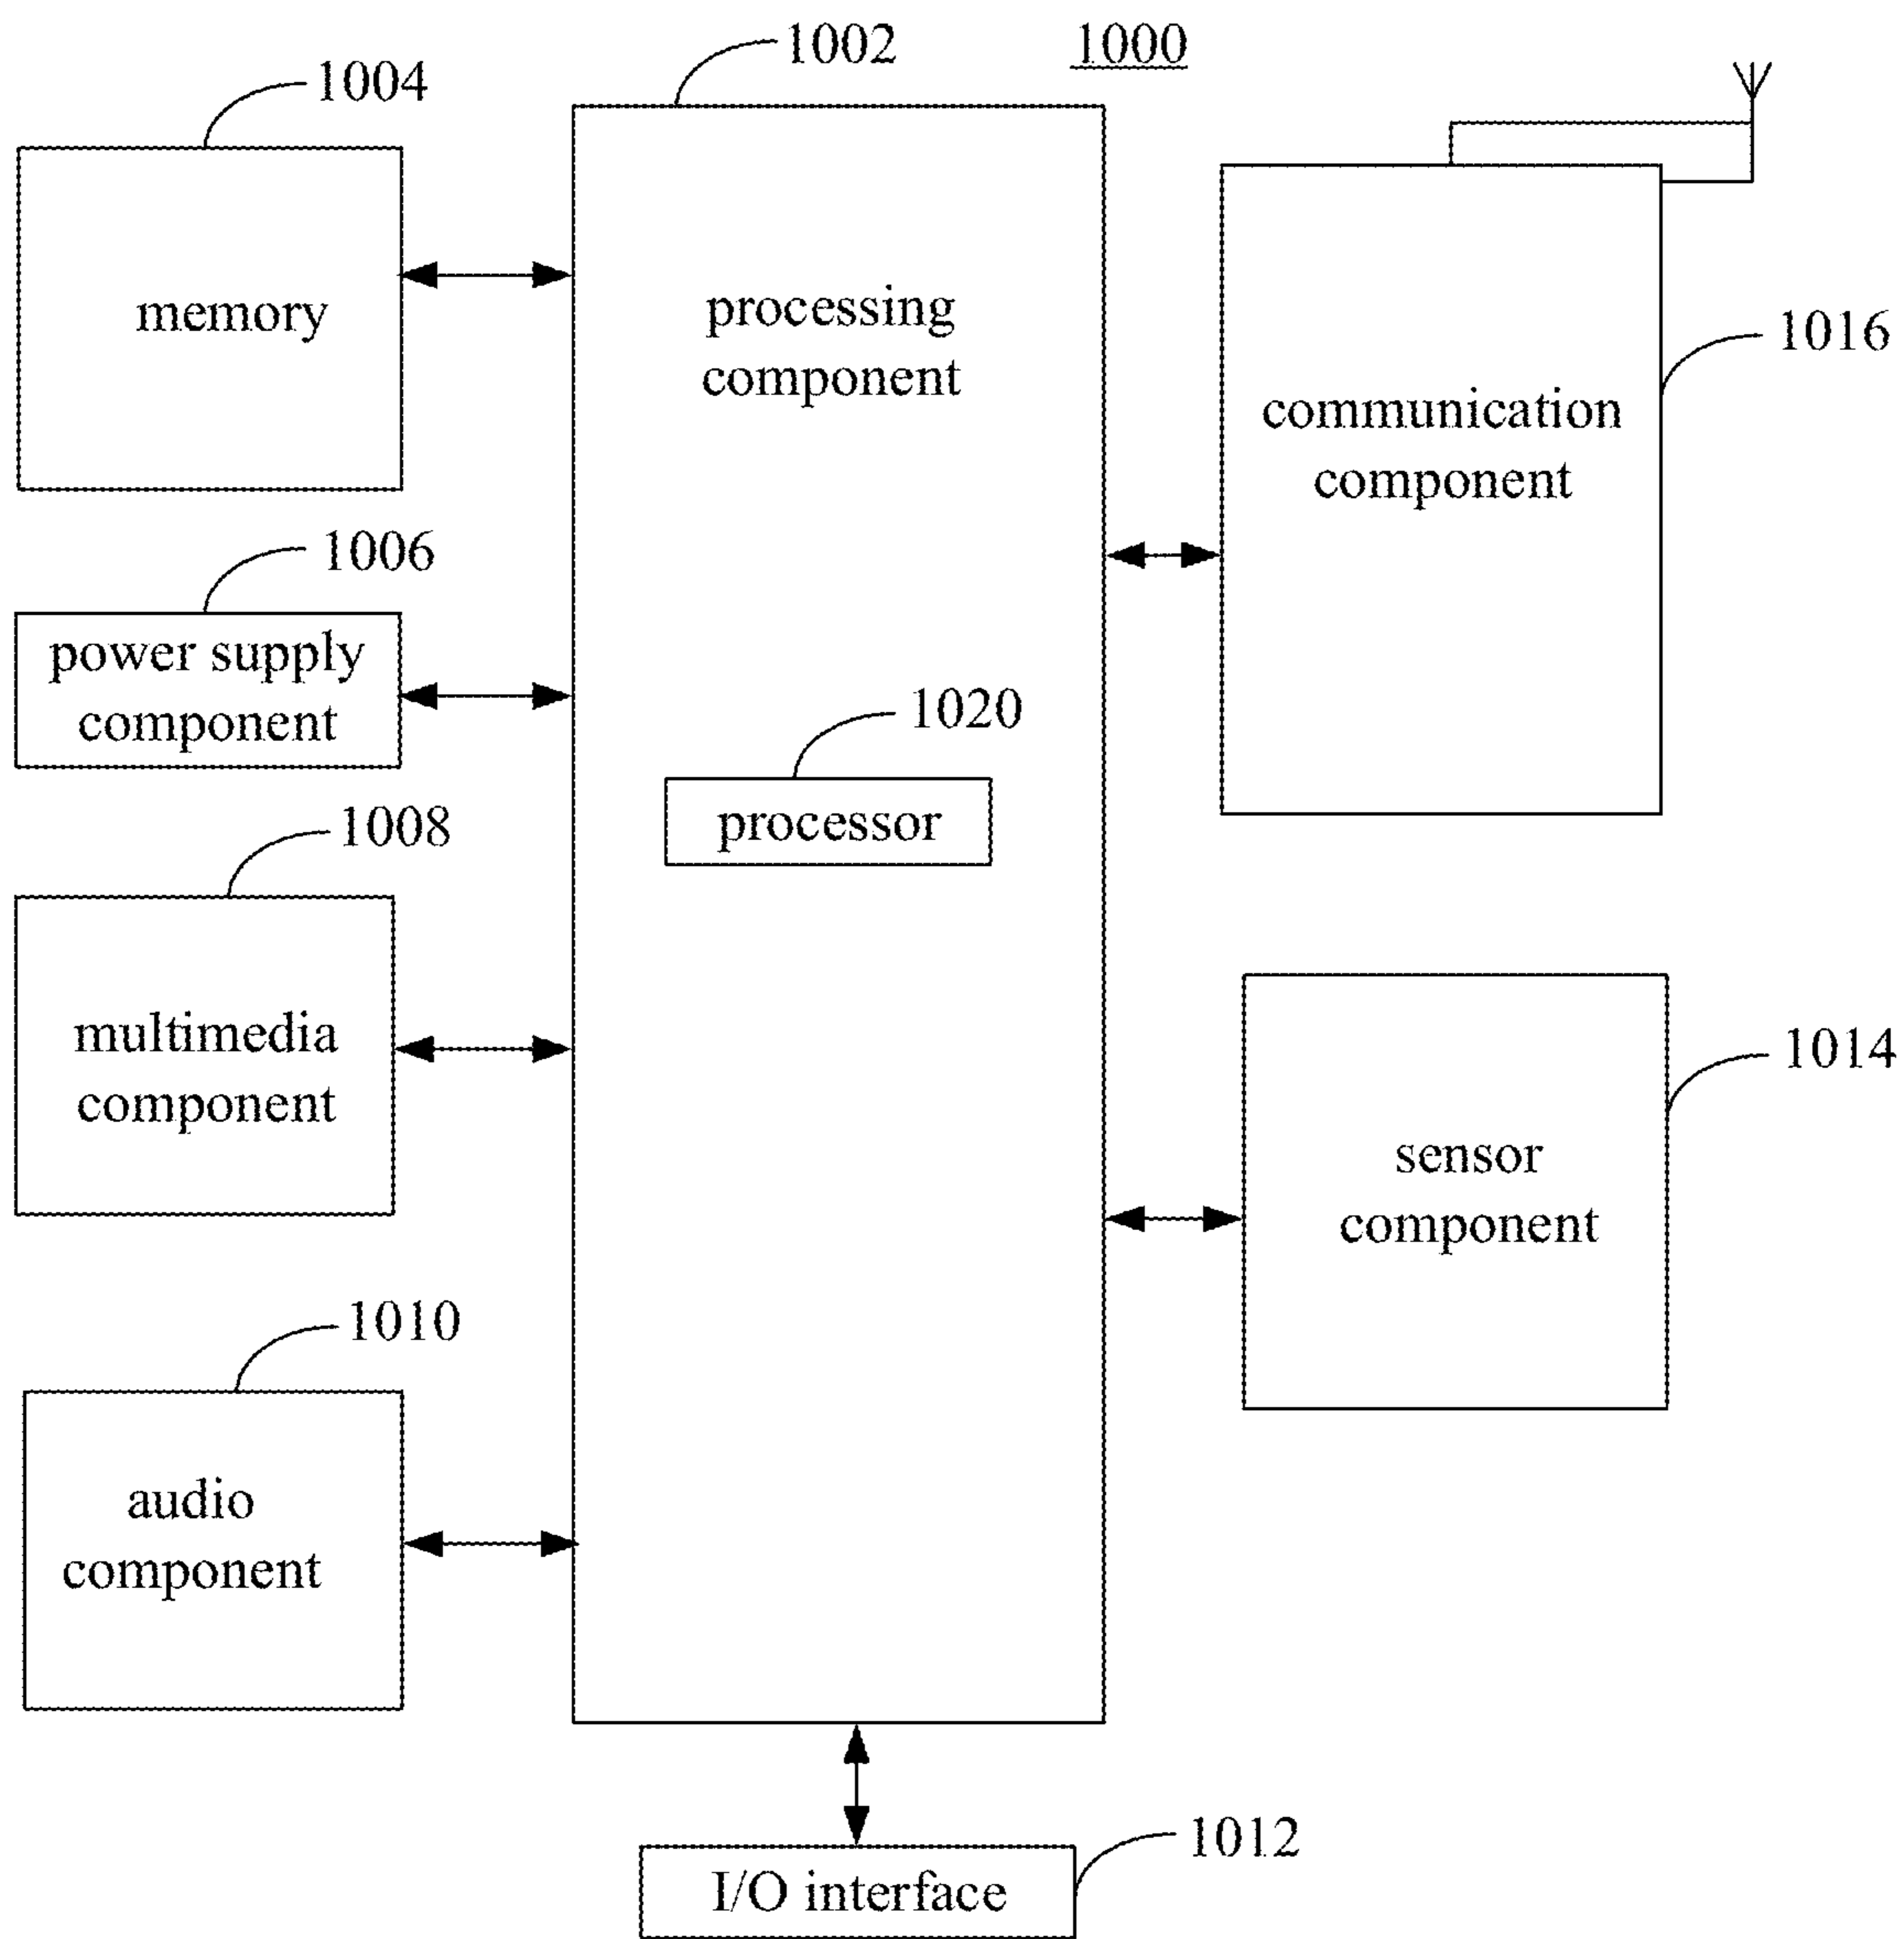 1002
1000
1004
memory
processing
component
1016
communication
component
1006
power supply
component
1020
processor
1008
multimedia
component
1014
sensor
component
1010
audio
component
1012
I/O interface